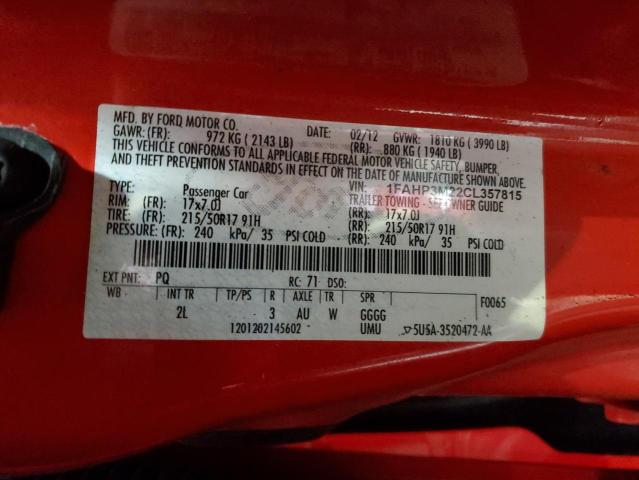 MFD. BY FORD MOTOR CO. DATE: 02/12 GVWR: 1810 KG ( 3990 LB)
GAWR: (FR): 972 KG ( 2143 LB) (RR): 880 KG ( 1940 LB)
THIS VEHICLE CONFORMS TO ALL APPLICABLE FEDERAL MOTOR VEHICLE SAFETY, BUMPER,
AND THEFT PREVENTION STANDARDS IN EFFECT ON THE DATE OF MANUFACTURE SHOWN ABOVE.
VIN: 1FAHP3M22CL357815
Passenger Car TRAILER TOWING - SEE OWNER GUIDE
RIM: (FR): 17x7.0J (RR): 17x7.0J
TIRE: (FR): 215/50R17 91H (RR): 215/50R17 91H
PRESSURE: (FR): 240 kPa/ 35 PSI COLD (RR): 240 kPa/ 35 PSI COLD
EXT PNT: PQ RC: 71 DSO:
WB INT TR TP/PS R AXLE TR SPR F0065
2L 3 AU W GGGG
1201202145602 UMU 5U5A-3520472-AA